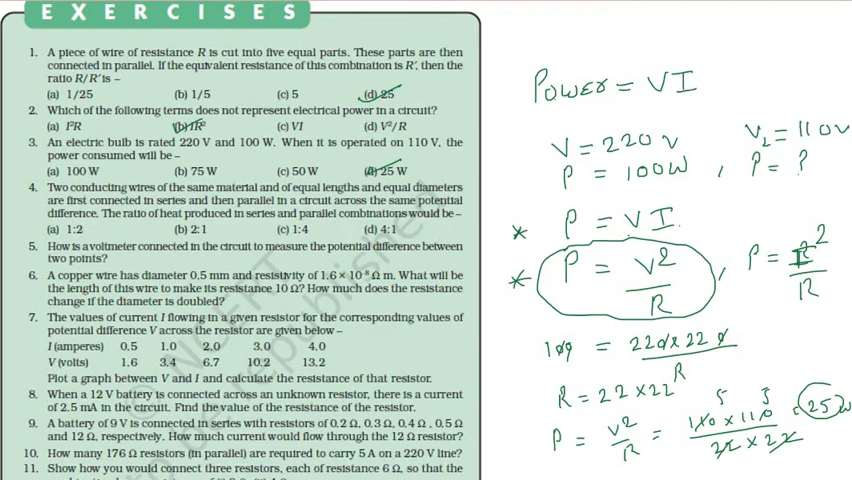 EXERCISES
1. A piece of wire of resistance R is cut into five equal parts. These parts are then
connected in parallel. If the equivalent resistance of this combination is R′, then the
ratio R/R′ is –
(a) 1/25 (b) 1/5 (c) 5 (d) 25
2. Which of the following terms does not represent electrical power in a circuit?
(a) I²R (b) IR² (c) VI (d) V²/R
3. An electric bulb is rated 220 V and 100 W. When it is operated on 110 V, the
power consumed will be –
(a) 100 W (b) 75 W (c) 50 W (d) 25 W
4. Two conducting wires of the same material and of equal lengths and equal diameters
are first connected in series and then parallel in a circuit across the same potential
difference. The ratio of heat produced in series and parallel combinations would be –
(a) 1:2 (b) 2:1 (c) 1:4 (d) 4:1
5. How is a voltmeter connected in the circuit to measure the potential difference between
two points?
6. A copper wire has diameter 0.5 mm and resistivity of 1.6 × 10⁻⁸ Ω m. What will be
the length of this wire to make its resistance 10 Ω? How much does the resistance
change if the diameter is doubled?
7. The values of current I flowing in a given resistor for the corresponding values of
potential difference V across the resistor are given below –
I (amperes) 0.5 1.0 2.0 3.0 4.0
V (volts) 1.6 3.4 6.7 10.2 13.2
Plot a graph between V and I and calculate the resistance of that resistor.
8. When a 12 V battery is connected across an unknown resistor, there is a current
of 2.5 mA in the circuit. Find the value of the resistance of the resistor.
9. A battery of 9 V is connected in series with resistors of 0.2 Ω, 0.3 Ω, 0.4 Ω, 0.5 Ω
and 12 Ω, respectively. How much current would flow through the 12 Ω resistor?
10. How many 176 Ω resistors (in parallel) are required to carry 5 A on a 220 V line?
11. Show how you would connect three resistors, each of resistance 6 Ω, so that the
© NCERT
to be republished
Power = VI
V = 220 V V₂ = 110 V
P = 100W , P = ?
* P = VI.
* P = V²/R , P = ²/R
100 = 220 x 220 / R
R = 22 x 22
5 5
P = V²/R = 110 x 110 / 22 x 22 = 25 W